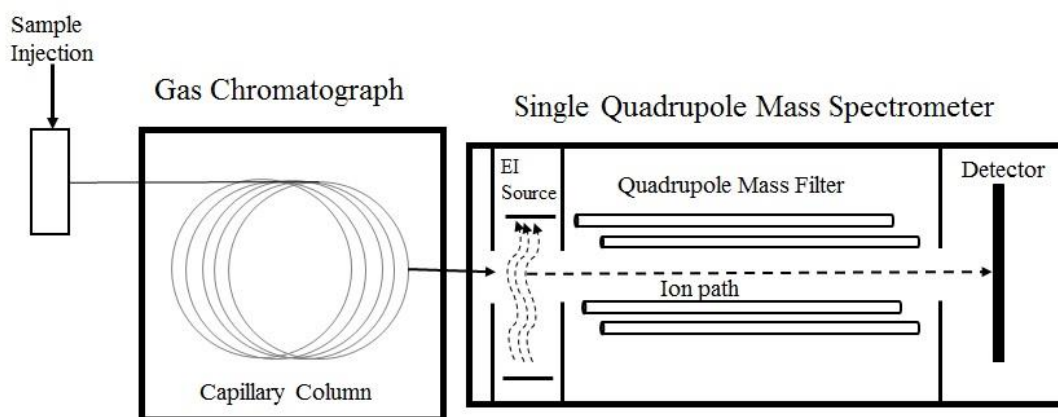 Sample
Injection
Gas Chromatograph
Capillary Column
Single Quadrupole Mass Spectrometer
EI
Source
Quadrupole Mass Filter
Ion path
Detector